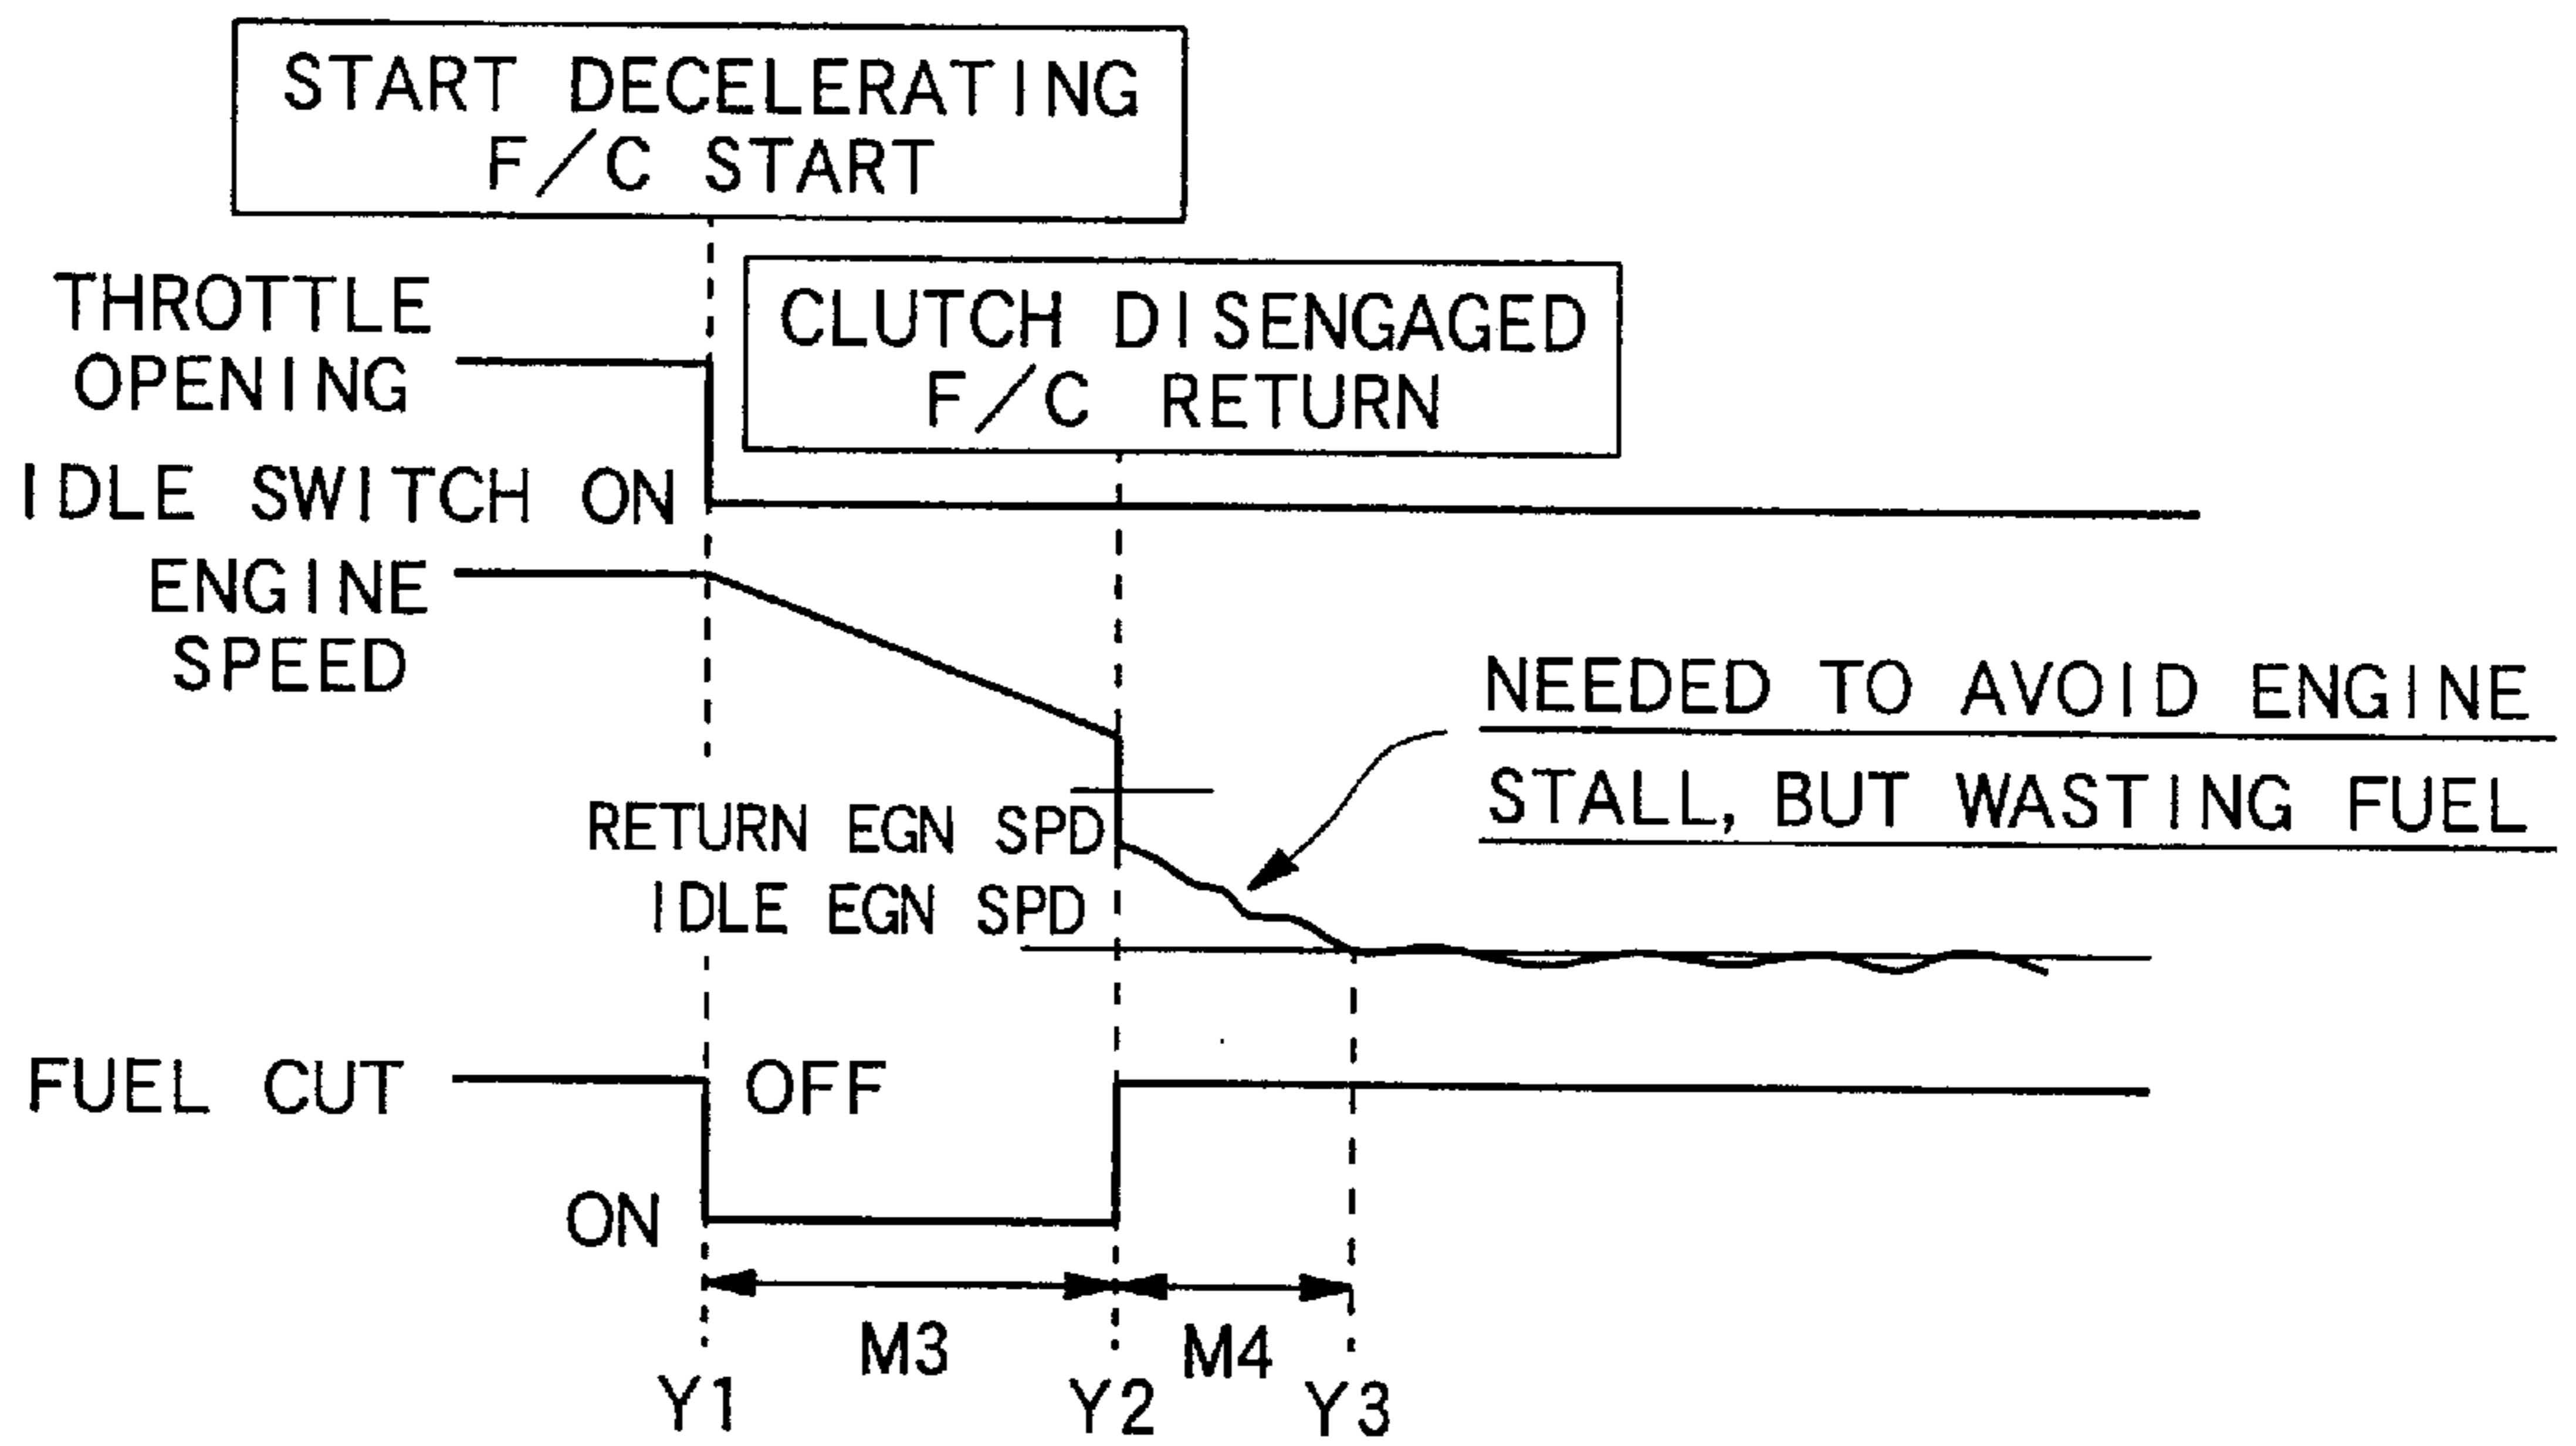 START DECELERATING
F/C START
THROTTLE
OPENING
CLUTCH DISENGAGED
F/C RETURN
IDLE SWITCH ON
ENGINE
SPEED
NEEDED TO AVOID ENGINE
STALL, BUT WASTING FUEL
RETURN EGN SPD
IDLE EGN SPD
FUEL CUT
OFF
ON
M3
M4
Y1
Y2
Y3